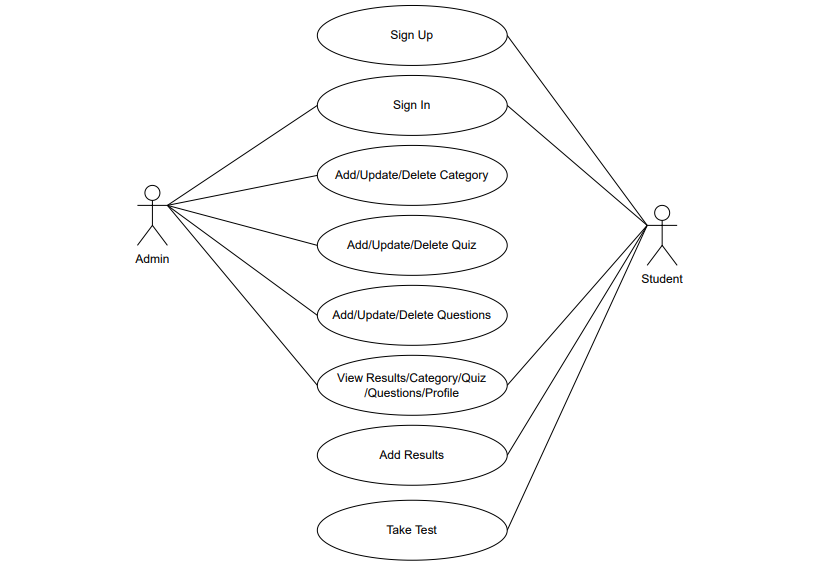 Sign Up
Sign In
Add/Update/Delete Category
Admin
Add/Update/Delete Quiz
Student
Add/Update/Delete Questions
View Results/Category/Quiz
/Questions/Profile
Add Results
Take Test